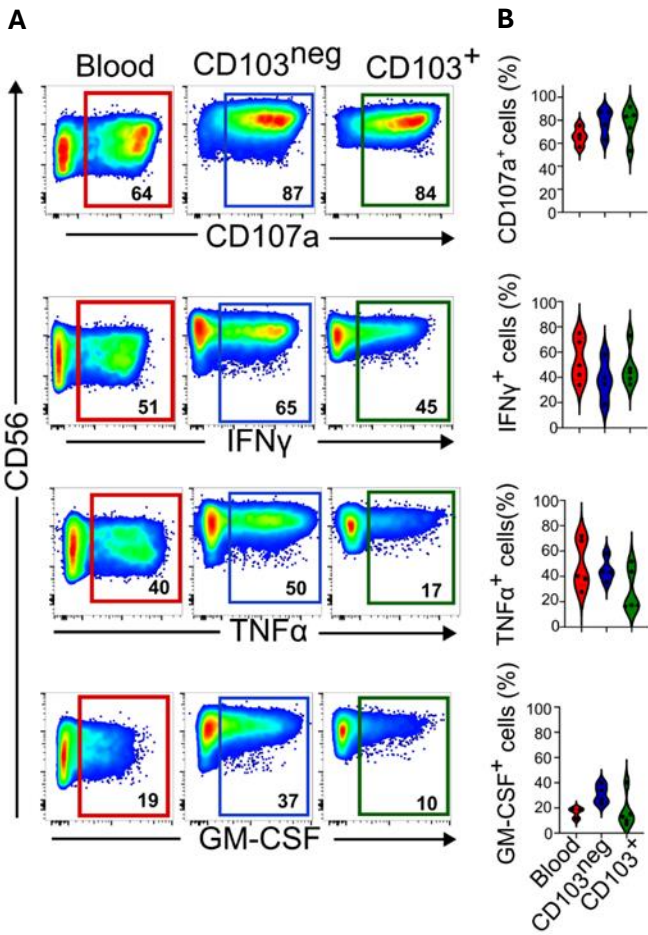 A
B
Blood CD103neg CD103+
64 87 84
CD107a
51 65 45
IFNγ
40 50 17
TNFα
19 37 10
GM-CSF
CD56
CD107a+ cells (%)
100
80
60
40
20
0
IFNγ+ cells (%)
100
80
60
40
20
0
TNFα+ cells(%)
100
80
60
40
20
0
GM-CSF+ cells (%)
80
60
40
20
0
Blood
CD103neg
CD103+